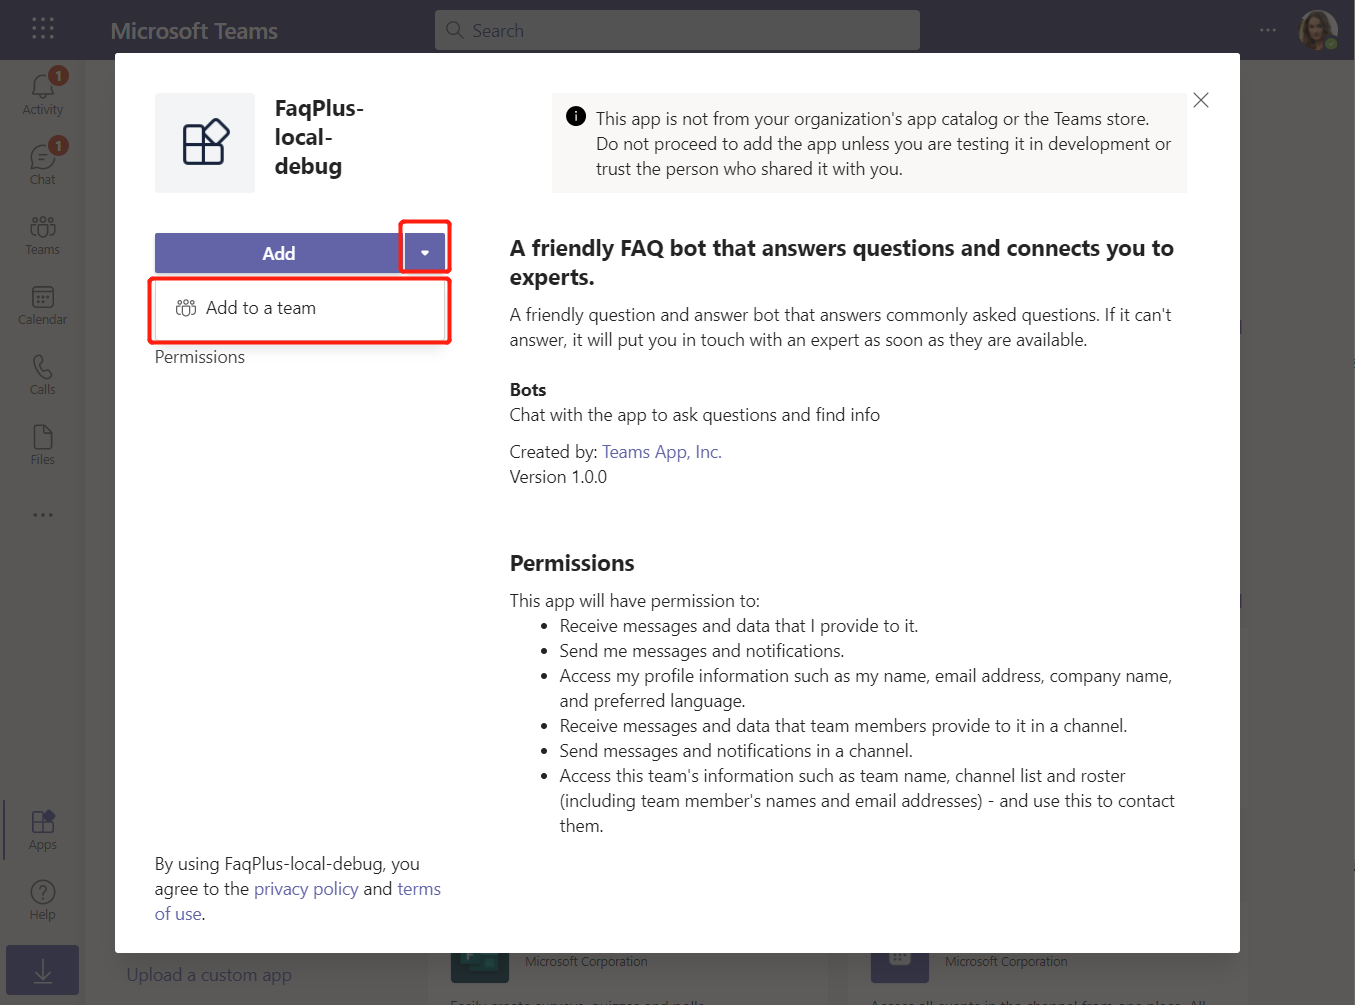 Microsoft Teams
Search
1
Activity
1
Chat
Teams
Calendar
Calls
Files
Apps
Help
FaqPlus-
local-
debug
This app is not from your organization's app catalog or the Teams store.
Do not proceed to add the app unless you are testing it in development or
trust the person who shared it with you.
Add
Add to a team
Permissions
A friendly FAQ bot that answers questions and connects you to
experts.
A friendly question and answer bot that answers commonly asked questions. If it can't
answer, it will put you in touch with an expert as soon as they are available.
Bots
Chat with the app to ask questions and find info
Created by: Teams App, Inc.
Version 1.0.0
Permissions
This app will have permission to:
• Receive messages and data that I provide to it.
• Send me messages and notifications.
• Access my profile information such as my name, email address, company name,
and preferred language.
• Receive messages and data that team members provide to it in a channel.
• Send messages and notifications in a channel.
• Access this team's information such as team name, channel list and roster
(including team member's names and email addresses) - and use this to contact
them.
By using FaqPlus-local-debug, you
agree to the privacy policy and terms
of use.
Upload a custom app
Microsoft Corporation
Microsoft Corporation